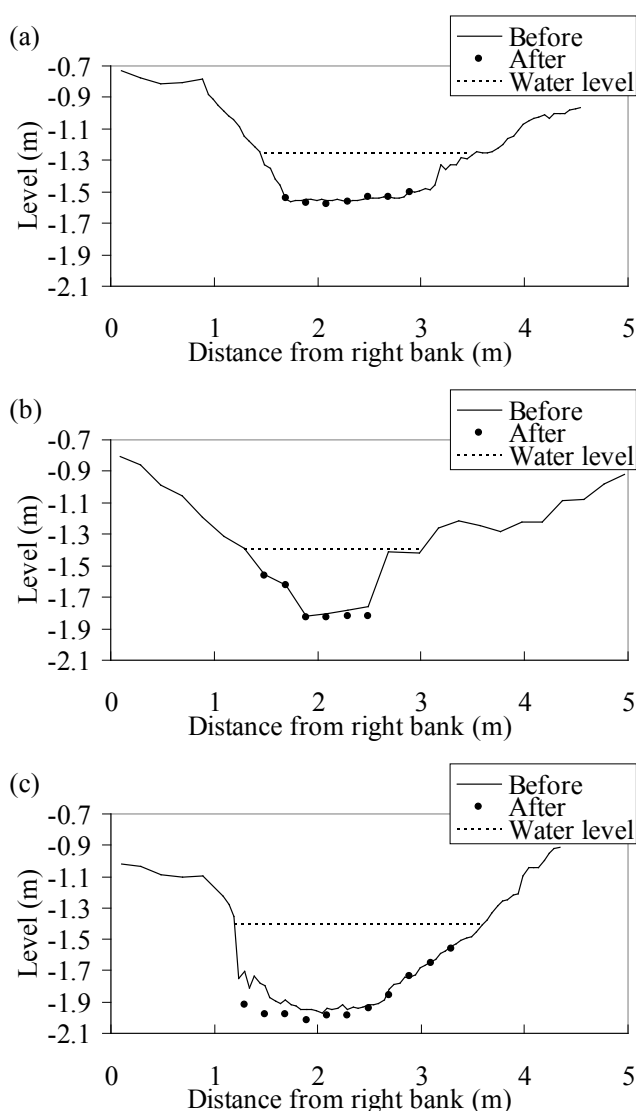 (a)
Before
After
Water level
-0.7
-0.9
-1.1
-1.3
-1.5
-1.7
-1.9
-2.1
Level (m)
0 1 2 3 4 5
Distance from right bank (m)
(b)
Before
After
Water level
-0.7
-0.9
-1.1
-1.3
-1.5
-1.7
-1.9
-2.1
Level (m)
0 1 2 3 4 5
Distance from right bank (m)
(c)
Before
After
Water level
-0.7
-0.9
-1.1
-1.3
-1.5
-1.7
-1.9
-2.1
Level (m)
0 1 2 3 4 5
Distance from right bank (m)